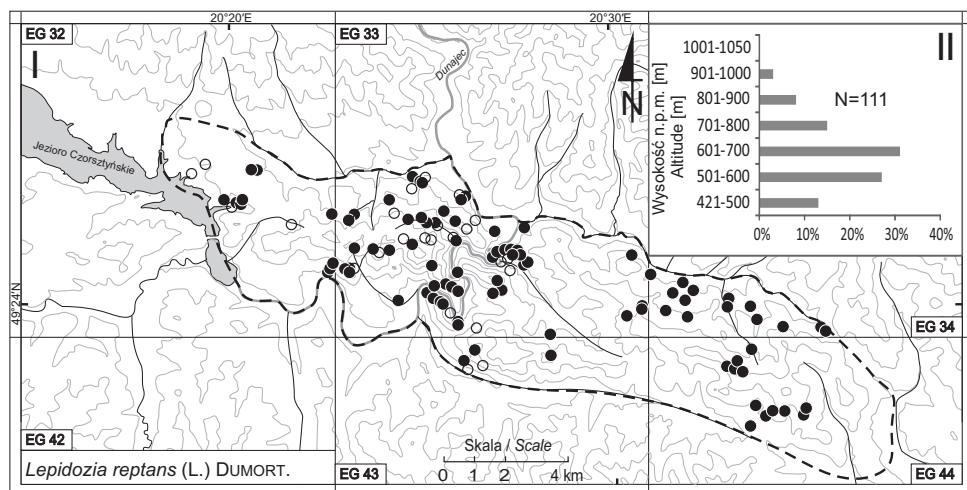 20°20'E
20°30'E
EG 32
EG 33
I
II
Dunajec
N
Jezioro Czorsztyńskie
Wysokość n.p.m. [m]
Altitude [m]
1001-1050
901-1000
801-900
701-800
601-700
501-600
421-500
N=111
0%
10%
20%
30%
40%
49°24'N
EG 34
EG 42
EG 43
EG 44
Skala / Scale
0
2
4 km
Lepidozia reptans (L.) DUMORT.